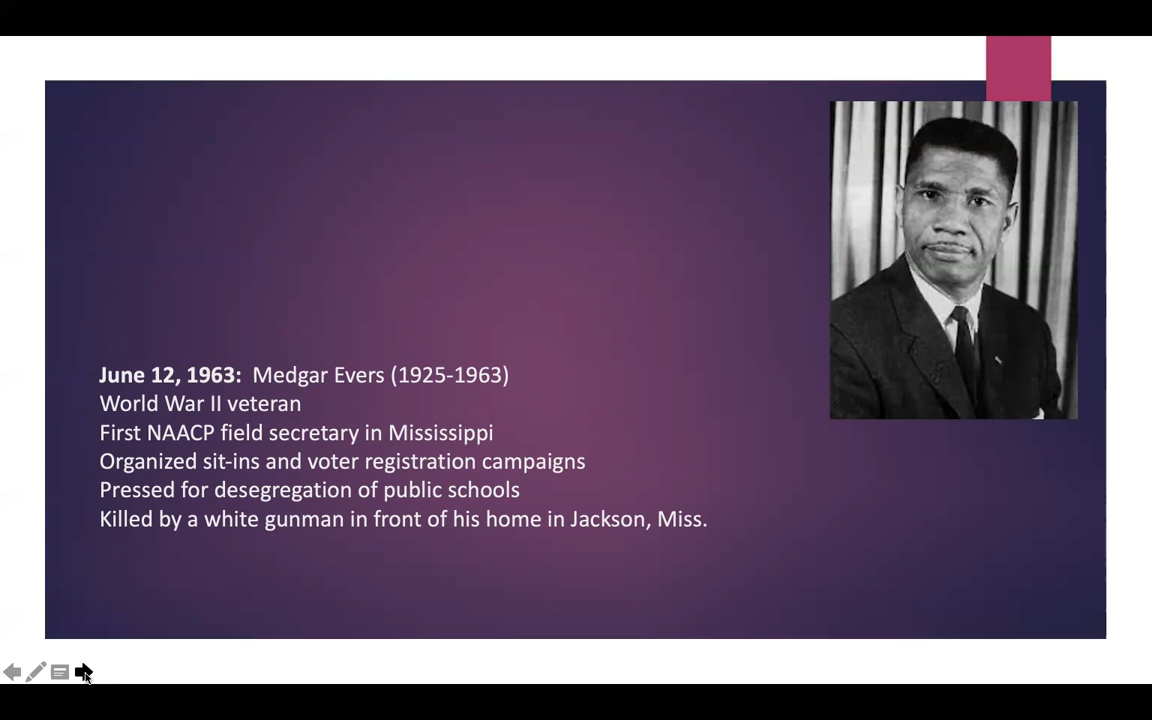 June 12, 1963: Medgar Evers (1925-1963)
World War II veteran
First NAACP field secretary in Mississippi
Organized sit-ins and voter registration campaigns
Pressed for desegregation of public schools
Killed by a white gunman in front of his home in Jackson, Miss.